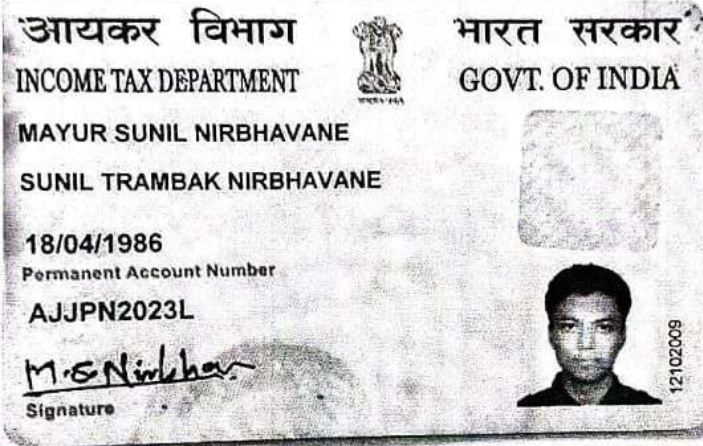 आयकर विभाग
भारत सरकार
INCOME TAX DEPARTMENT
GOVT. OF INDIA
MAYUR SUNIL NIRBHAVANE
SUNIL TRAMBAK NIRBHAVANE
18/04/1986
Permanent Account Number
AJJPN2023L
Signature
12102009